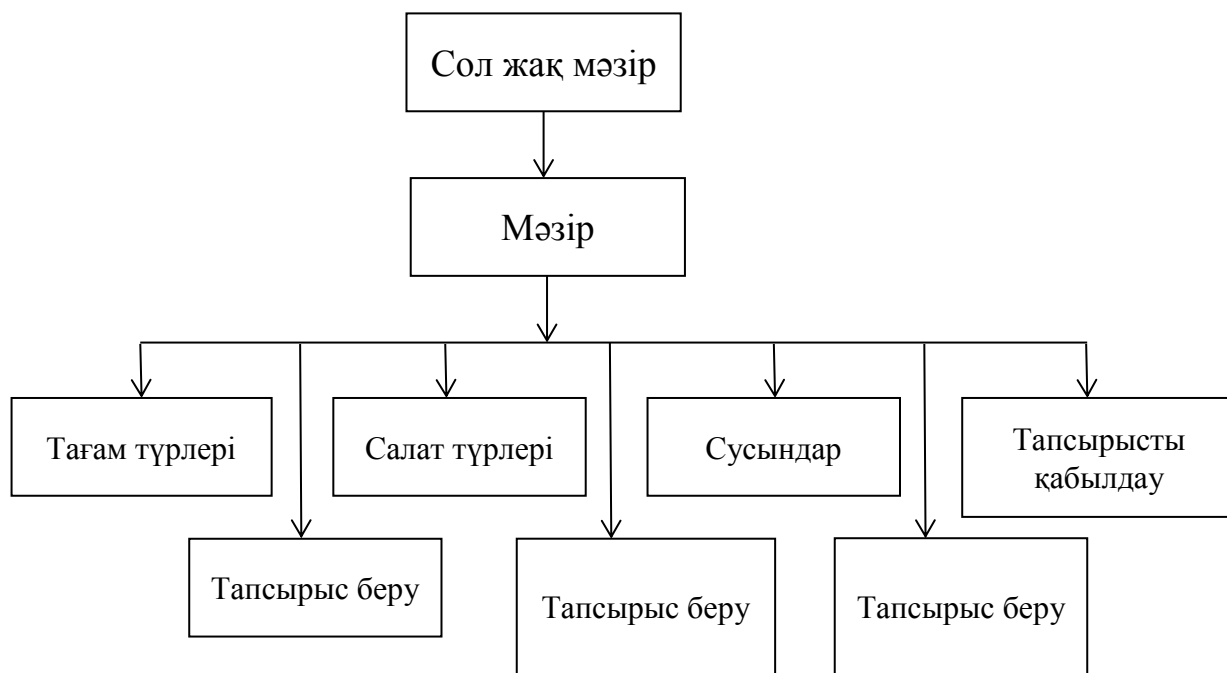 Сол жақ мәзір
Мәзір
Тағам түрлері
Салат түрлері
Сусындар
Тапсырысты
қабылдау
Тапсырыс беру
Тапсырыс беру
Тапсырыс беру